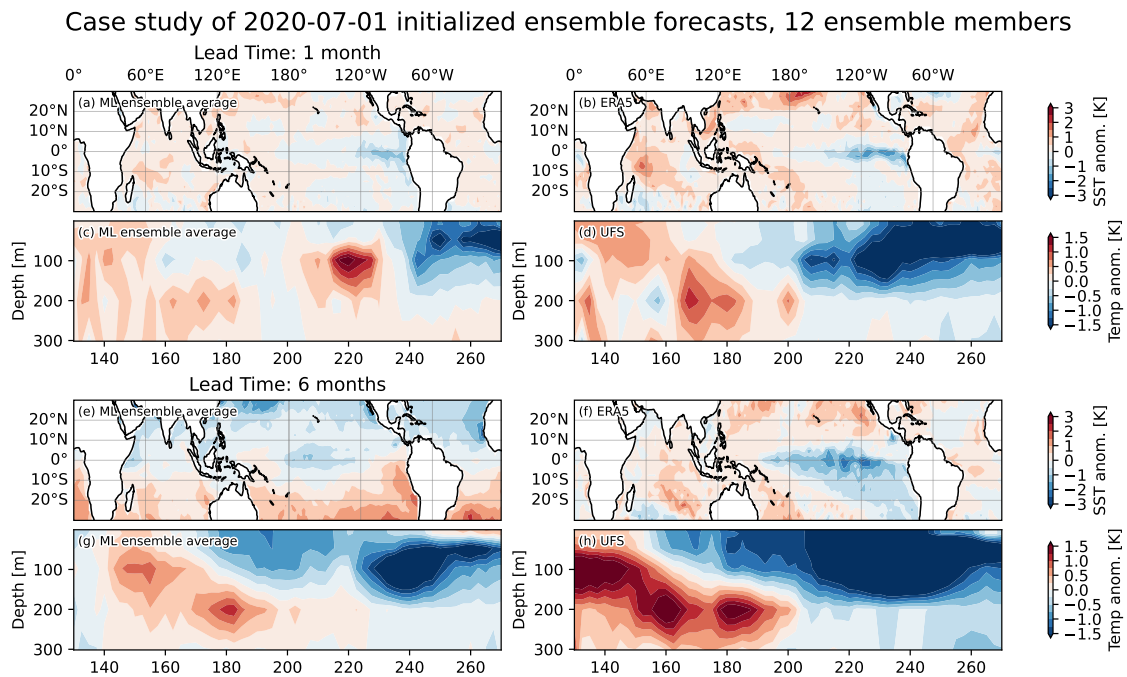 Case study of 2020-07-01 initialized ensemble forecasts, 12 ensemble members
Lead Time: 1 month
0° 60°E 120°E 180° 120°W 60°W
0° 60°E 120°E 180° 120°W 60°W
20°N
10°N
0°
10°S
20°S
(a) ML ensemble average
20°N
10°N
0°
10°S
20°S
(b) ERA5
3
2
1
0
−1
−2
−3
SST anom. [K]
Depth [m]
100
200
300
(c) ML ensemble average
140 160 180 200 220 240 260
100
200
300
(d) UFS
140 160 180 200 220 240 260
Depth [m]
1.5
1.0
0.5
0.0
−0.5
−1.0
−1.5
Temp anom. [K]
Lead Time: 6 months
20°N
10°N
0°
10°S
20°S
(e) ML ensemble average
20°N
10°N
0°
10°S
20°S
(f) ERA5
3
2
1
0
−1
−2
−3
SST anom. [K]
Depth [m]
100
200
300
(g) ML ensemble average
140 160 180 200 220 240 260
Depth [m]
100
200
300
(h) UFS
140 160 180 200 220 240 260
1.5
1.0
0.5
0.0
−0.5
−1.0
−1.5
Temp anom. [K]